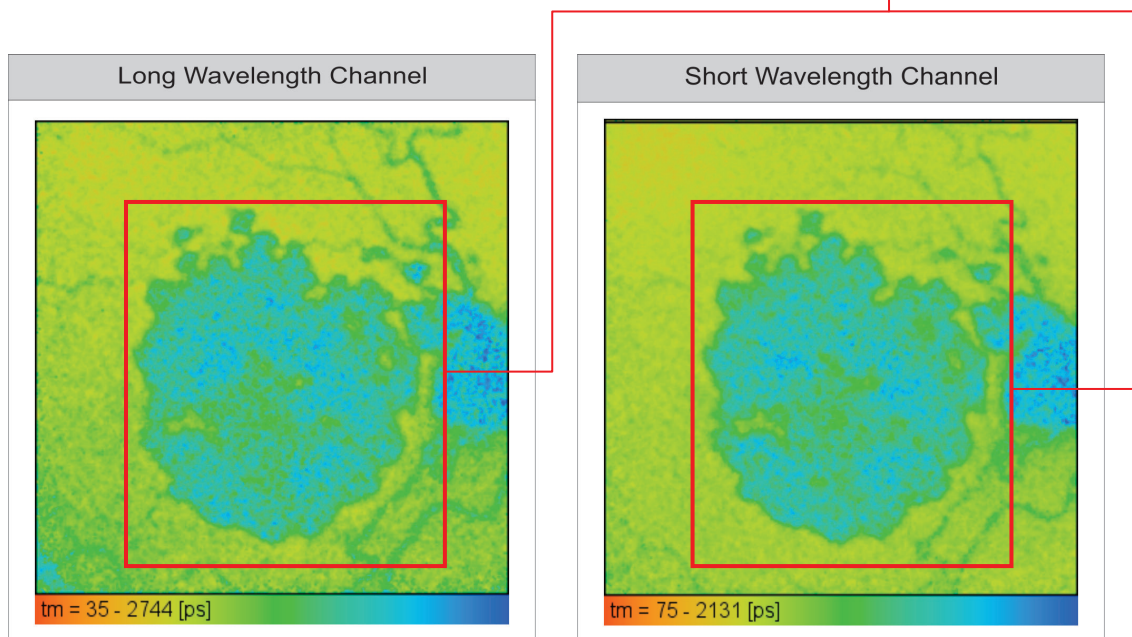 Long Wavelength Channel
Short Wavelength Channel
tm = 35 - 2744 [ps]
tm = 75 - 2131 [ps]